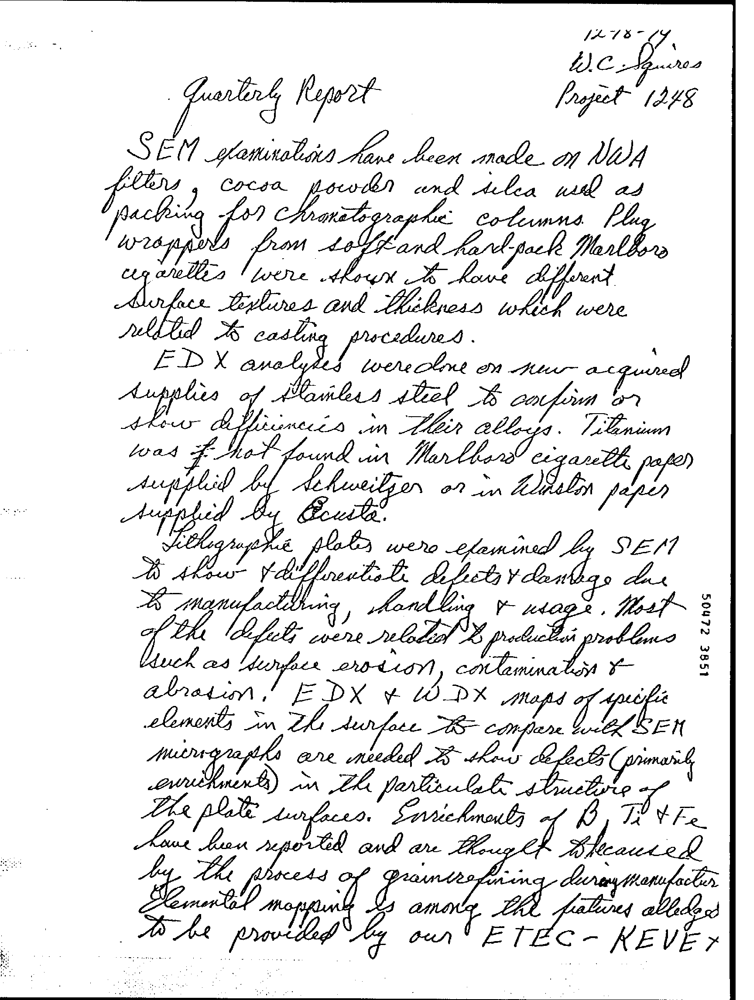 12-18-74
W.C. Squires
Quarterly Report
Project 1248
SEM examinations have been made on NWA
filters, cocoa powder and silca used as
packing for chromatographic columns. Plug
wrappers from soft and hard-pack Marlboro
cigarettes were shown to have different
surface textures and thickness which were
related to casting procedures.
EDX analyses were done on new acquired
supplies of stainless steel to confirm or
show difficiencies in their alloys. Titanium
was not found in Marlboro cigarette paper
supplied by Schweitzer or in Winston paper
supplied by Ecusta.
Lithographic plates were examined by SEM
to show & differentiate defects & damage due
to manufacturing, handling & usage. Most
of the defects were related to production problems
such as surface erosion, contamination &
abrasion. EDX & WDX maps of specific
elements in the surface to compare with SEM
micrographs are needed to show defects (primarily
enrichments) in the particulate structure of
the plate surfaces. Enrichments of B, Ti & Fe
have been reported and are thought to be caused
by the process of grain refining during manufactur
Elemental mapping is among the features alledged
to be provided by our ETEC - KEVEX
50472 3851